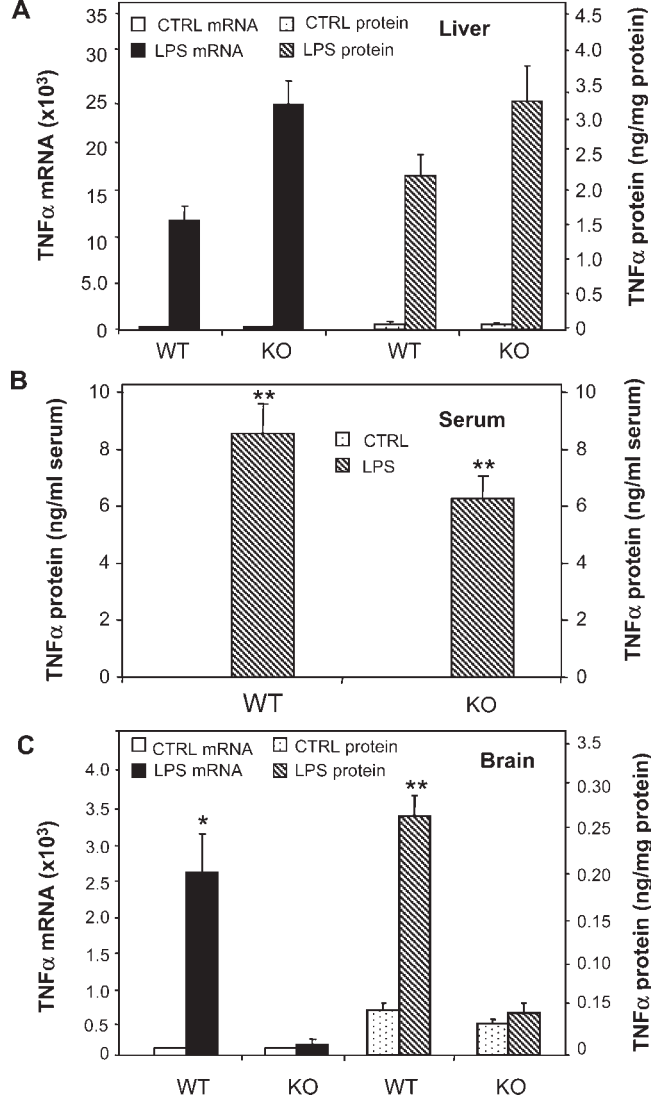 A
CTRL mRNA CTRL protein
LPS mRNA LPS protein
Liver
TNFα mRNA (x10³)
35
30
25
20
15
10
5.0
0
4.5
4.0
3.5
3.0
2.5
2.0
1.5
1.0
0.5
0
TNFα protein (ng/mg protein)
WT KO WT KO
B
Serum
CTRL
LPS
TNFα protein (ng/ml serum)
10
8
6
4
2
0
** **
10
8
6
4
2
0
TNFα protein (ng/ml serum)
WT KO
C
CTRL mRNA CTRL protein
LPS mRNA LPS protein
Brain
TNFα mRNA (x10³)
4.0
3.5
3.0
2.5
2.0
1.5
1.0
0.5
0
* **
3.5
0.30
0.25
0.20
0.15
0.10
0.15
0
TNFα protein (ng/mg protein)
WT KO WT KO